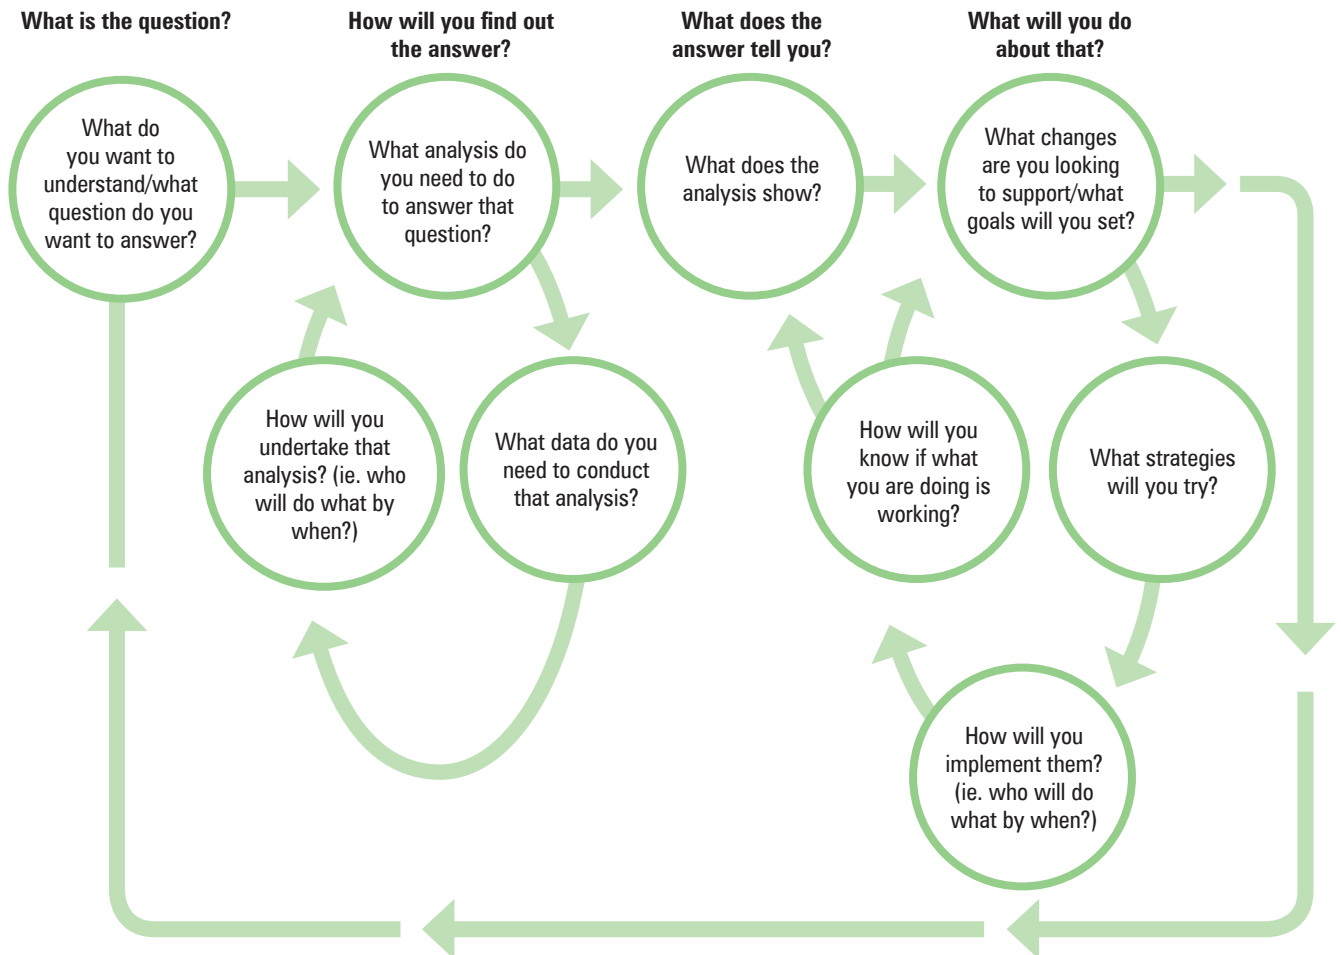 What is the question?
How will you find out
the answer?
What does the
answer tell you?
What will you do
about that?
What do
you want to
understand/what
question do you
want to answer?
What analysis do
you need to do
to answer that
question?
What does the
analysis show?
What changes
are you looking
to support/what
goals will you set?
How will you
undertake that
analysis? (ie. who
will do what by
when?)
What data do you
need to conduct
that analysis?
How will you
know if what
you are doing is
working?
What strategies
will you try?
How will you
implement them?
(ie. who will do
what by when?)